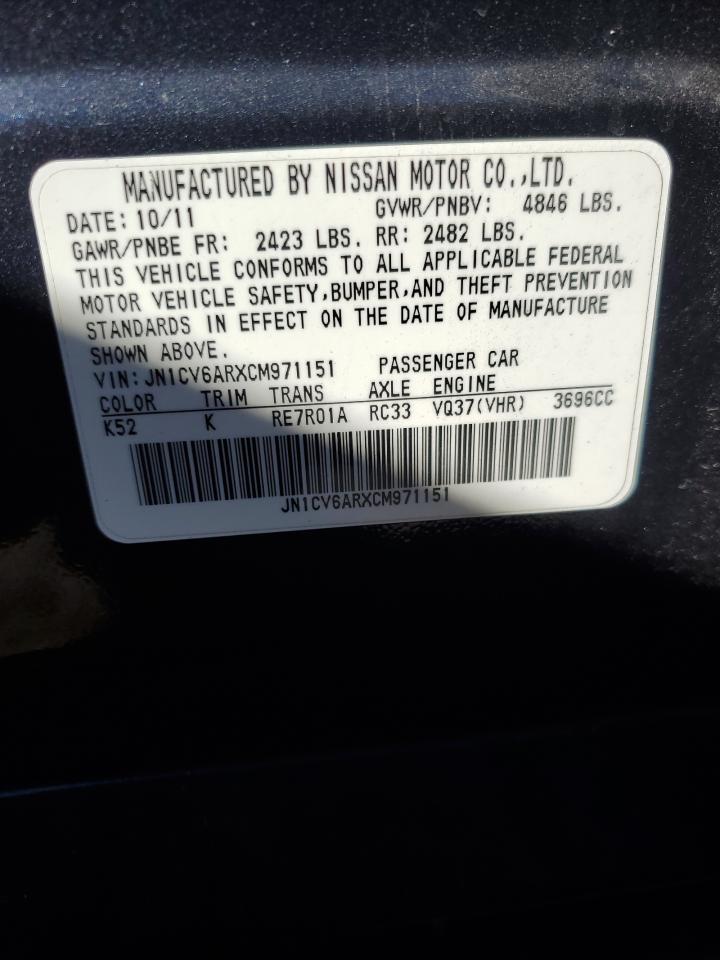 MANUFACTURED BY NISSAN MOTOR CO.,LTD.
DATE: 10/11 GVWR/PNBV: 4846 LBS.
GAWR/PNBE FR: 2423 LBS. RR: 2482 LBS.
THIS VEHICLE CONFORMS TO ALL APPLICABLE FEDERAL
MOTOR VEHICLE SAFETY,BUMPER,AND THEFT PREVENTION
STANDARDS IN EFFECT ON THE DATE OF MANUFACTURE
SHOWN ABOVE.
VIN: JN1CV6ARXCM971151 PASSENGER CAR
COLOR TRIM TRANS AXLE ENGINE
K52 K RE7R01A RC33 VQ37(VHR) 3696CC
JN1CV6ARXCM971151